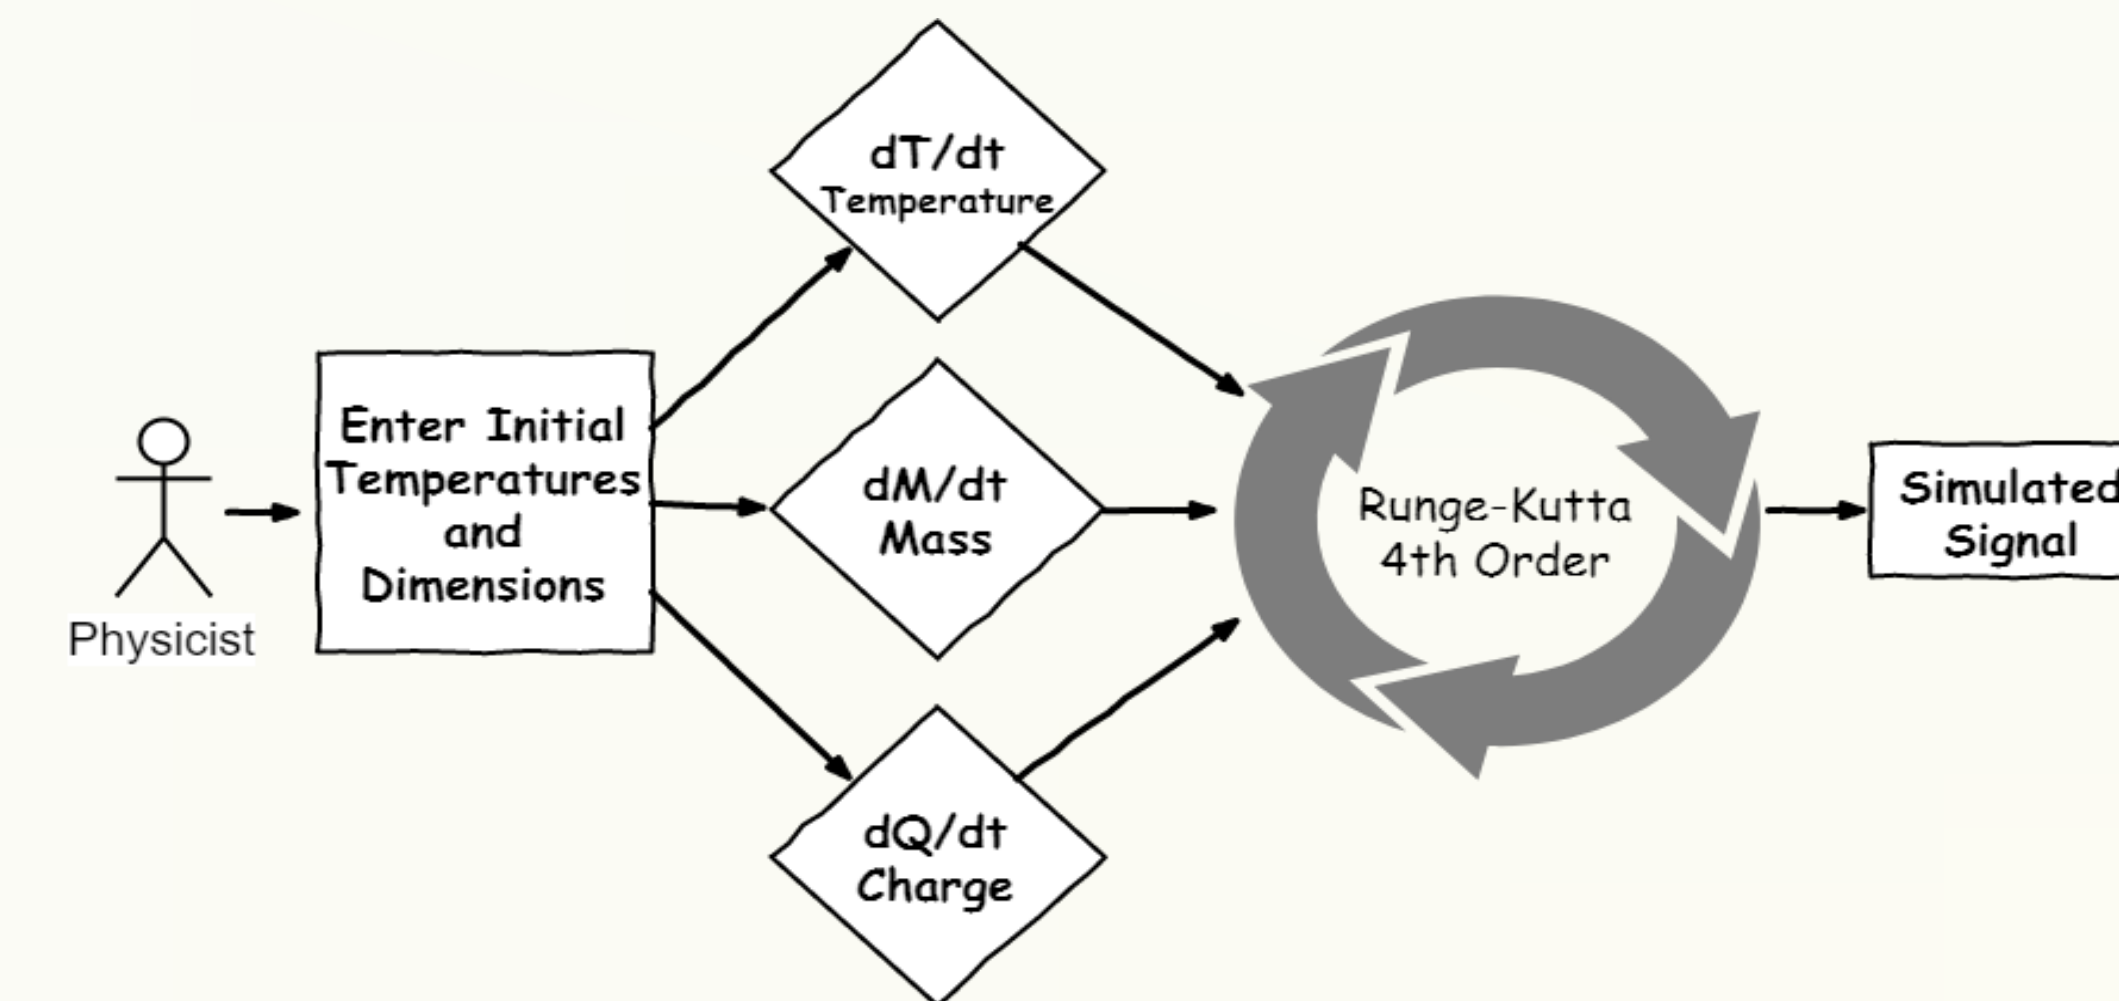 Physicist
Enter Initial
Temperatures
and
Dimensions
dT/dt
Temperature
dM/dt
Mass
dQ/dt
Charge
Runge-Kutta
4th Order
Simulated
Signal